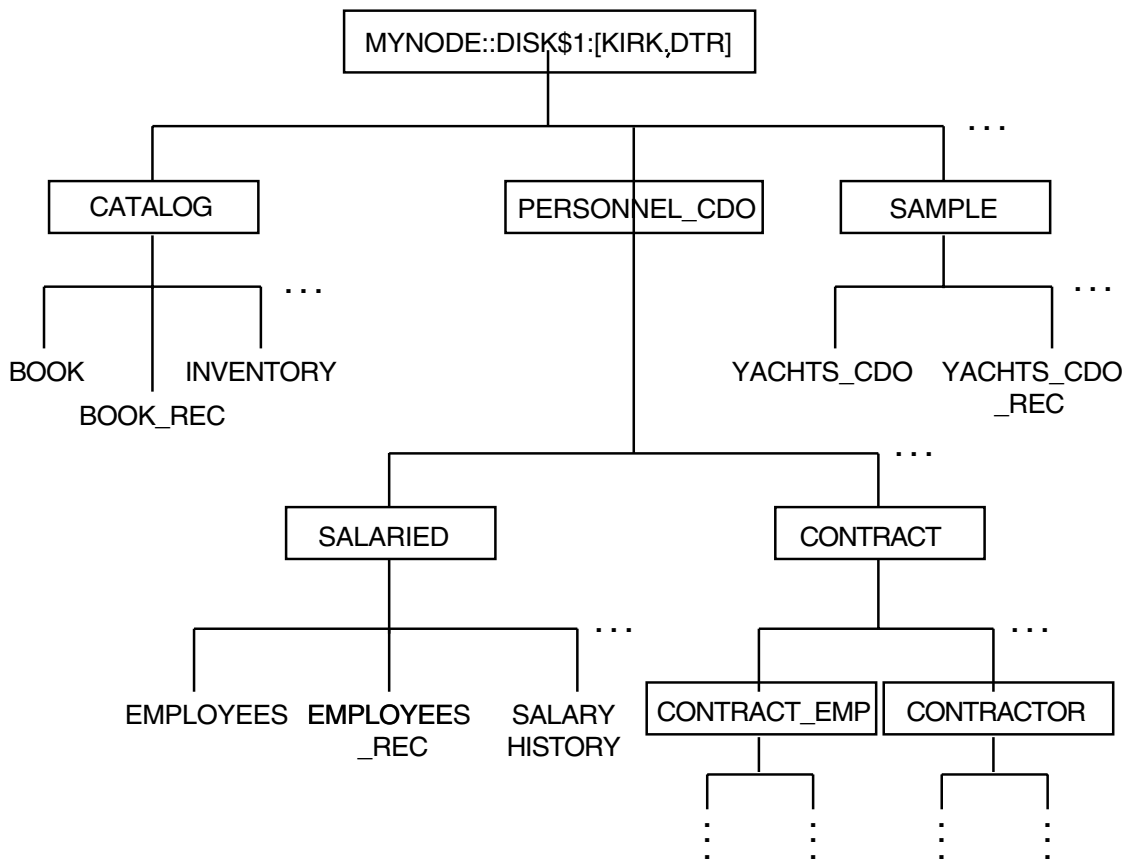 MYNODE::DISK$1:[KIRK,DTR]
. . .
CATALOG
PERSONNEL_CDO
SAMPLE
. . .
. . .
BOOK
INVENTORY
YACHTS_CDO
YACHTS_CDO
_REC
BOOK_REC
. . .
SALARIED
CONTRACT
. . .
. . .
EMPLOYEES
EMPLOYEES
_REC
SALARY
HISTORY
CONTRACT_EMP
CONTRACTOR